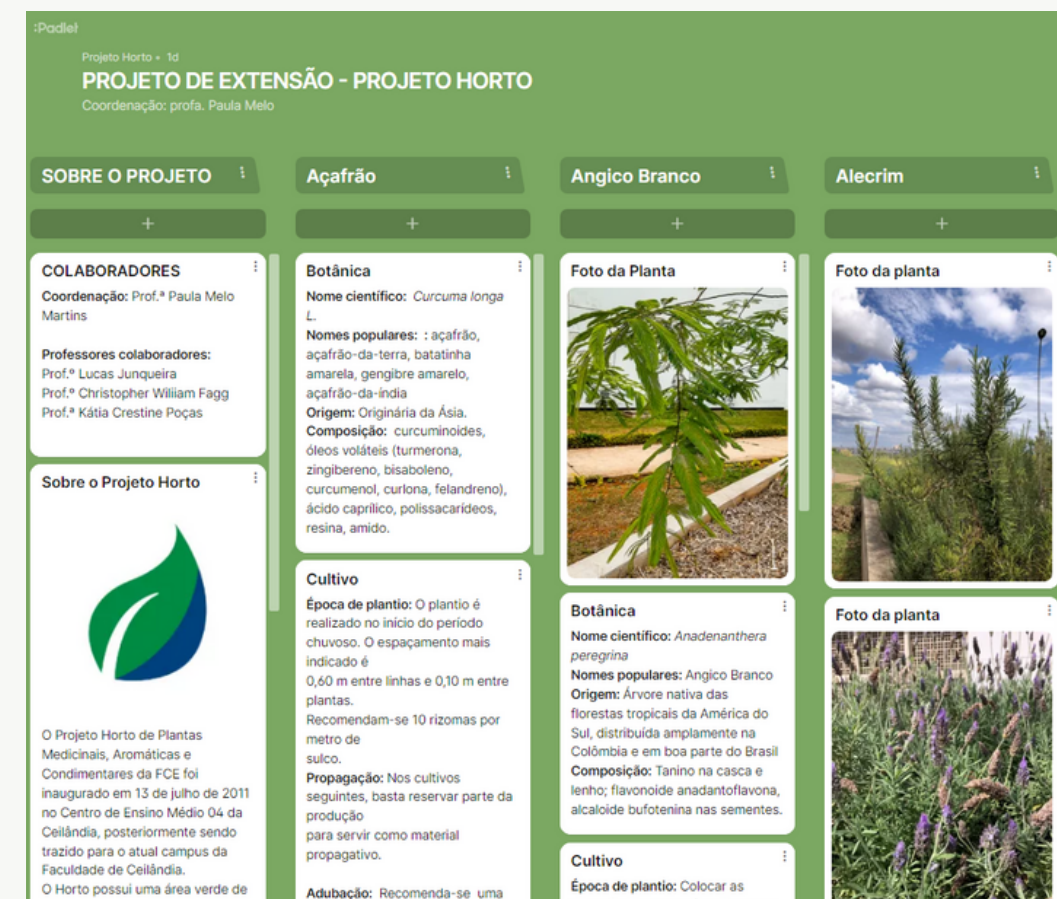 :Padlet
Projeto Horto • 1d
PROJETO DE EXTENSÃO - PROJETO HORTO
Coordenação: profa. Paula Melo
SOBRE O PROJETO
+
COLABORADORES
Coordenação: Prof.ª Paula Melo
Martins
Professores colaboradores:
Prof.º Lucas Junqueira
Prof.º Christopher Wiliiam Fagg
Prof.ª Kátia Crestine Poças
Sobre o Projeto Horto
O Projeto Horto de Plantas
Medicinais, Aromáticas e
Condimentares da FCE foi
inaugurado em 13 de julho de 2011
no Centro de Ensino Médio 04 da
Ceilândia, posteriormente sendo
trazido para o atual campus da
Faculdade de Ceilândia.
O Horto possui uma área verde de
Açafrão
+
Botânica
Nome científico: Curcuma longa
L.
Nomes populares: : açafrão,
açafrão-da-terra, batatinha
amarela, gengibre amarelo,
açafrão-da-índia
Origem: Originária da Ásia.
Composição: curcuminoides,
óleos voláteis (turmerona,
zingibereno, bisaboleno,
curcumenol, curlona, felandreno),
ácido caprílico, polissacarídeos,
resina, amido.
Cultivo
Época de plantio: O plantio é
realizado no inicio do período
chuvoso. O espaçamento mais
indicado é
0,60 m entre linhas e 0,10 m entre
plantas.
Recomendam-se 10 rizomas por
metro de
sulco.
Propagação: Nos cultivos
seguintes, basta reservar parte da
produção
para servir como material
propagativo.
Adubação: Recomenda-se uma
Angico Branco
+
Foto da Planta
Botânica
Nome científico: Anadenanthera
peregrina
Nomes populares: Angico Branco
Origem: Árvore nativa das
florestas tropicais da América do
Sul, distribuída amplamente na
Colômbia e em boa parte do Brasil
Composição: Tanino na casca e
lenho; flavonoide anadantoflavona,
alcaloide bufotenina nas sementes.
Cultivo
Época de plantio: Colocar as
Alecrim
+
Foto da planta
Foto da planta